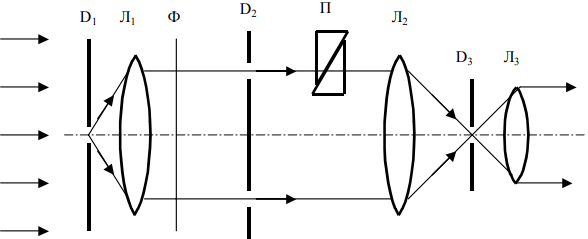 D₁ Л₁ Ф D₂ П Л₂ D₃ Л₃